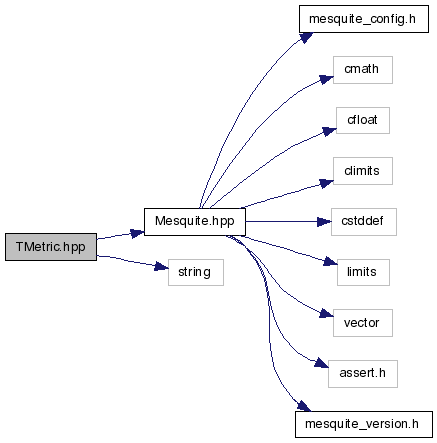 mesquite_config.h
cmath
cfloat
climits
Mesquite.hpp
cstddef
TMetric.hpp
string
limits
vector
assert.h
mesquite_version.h